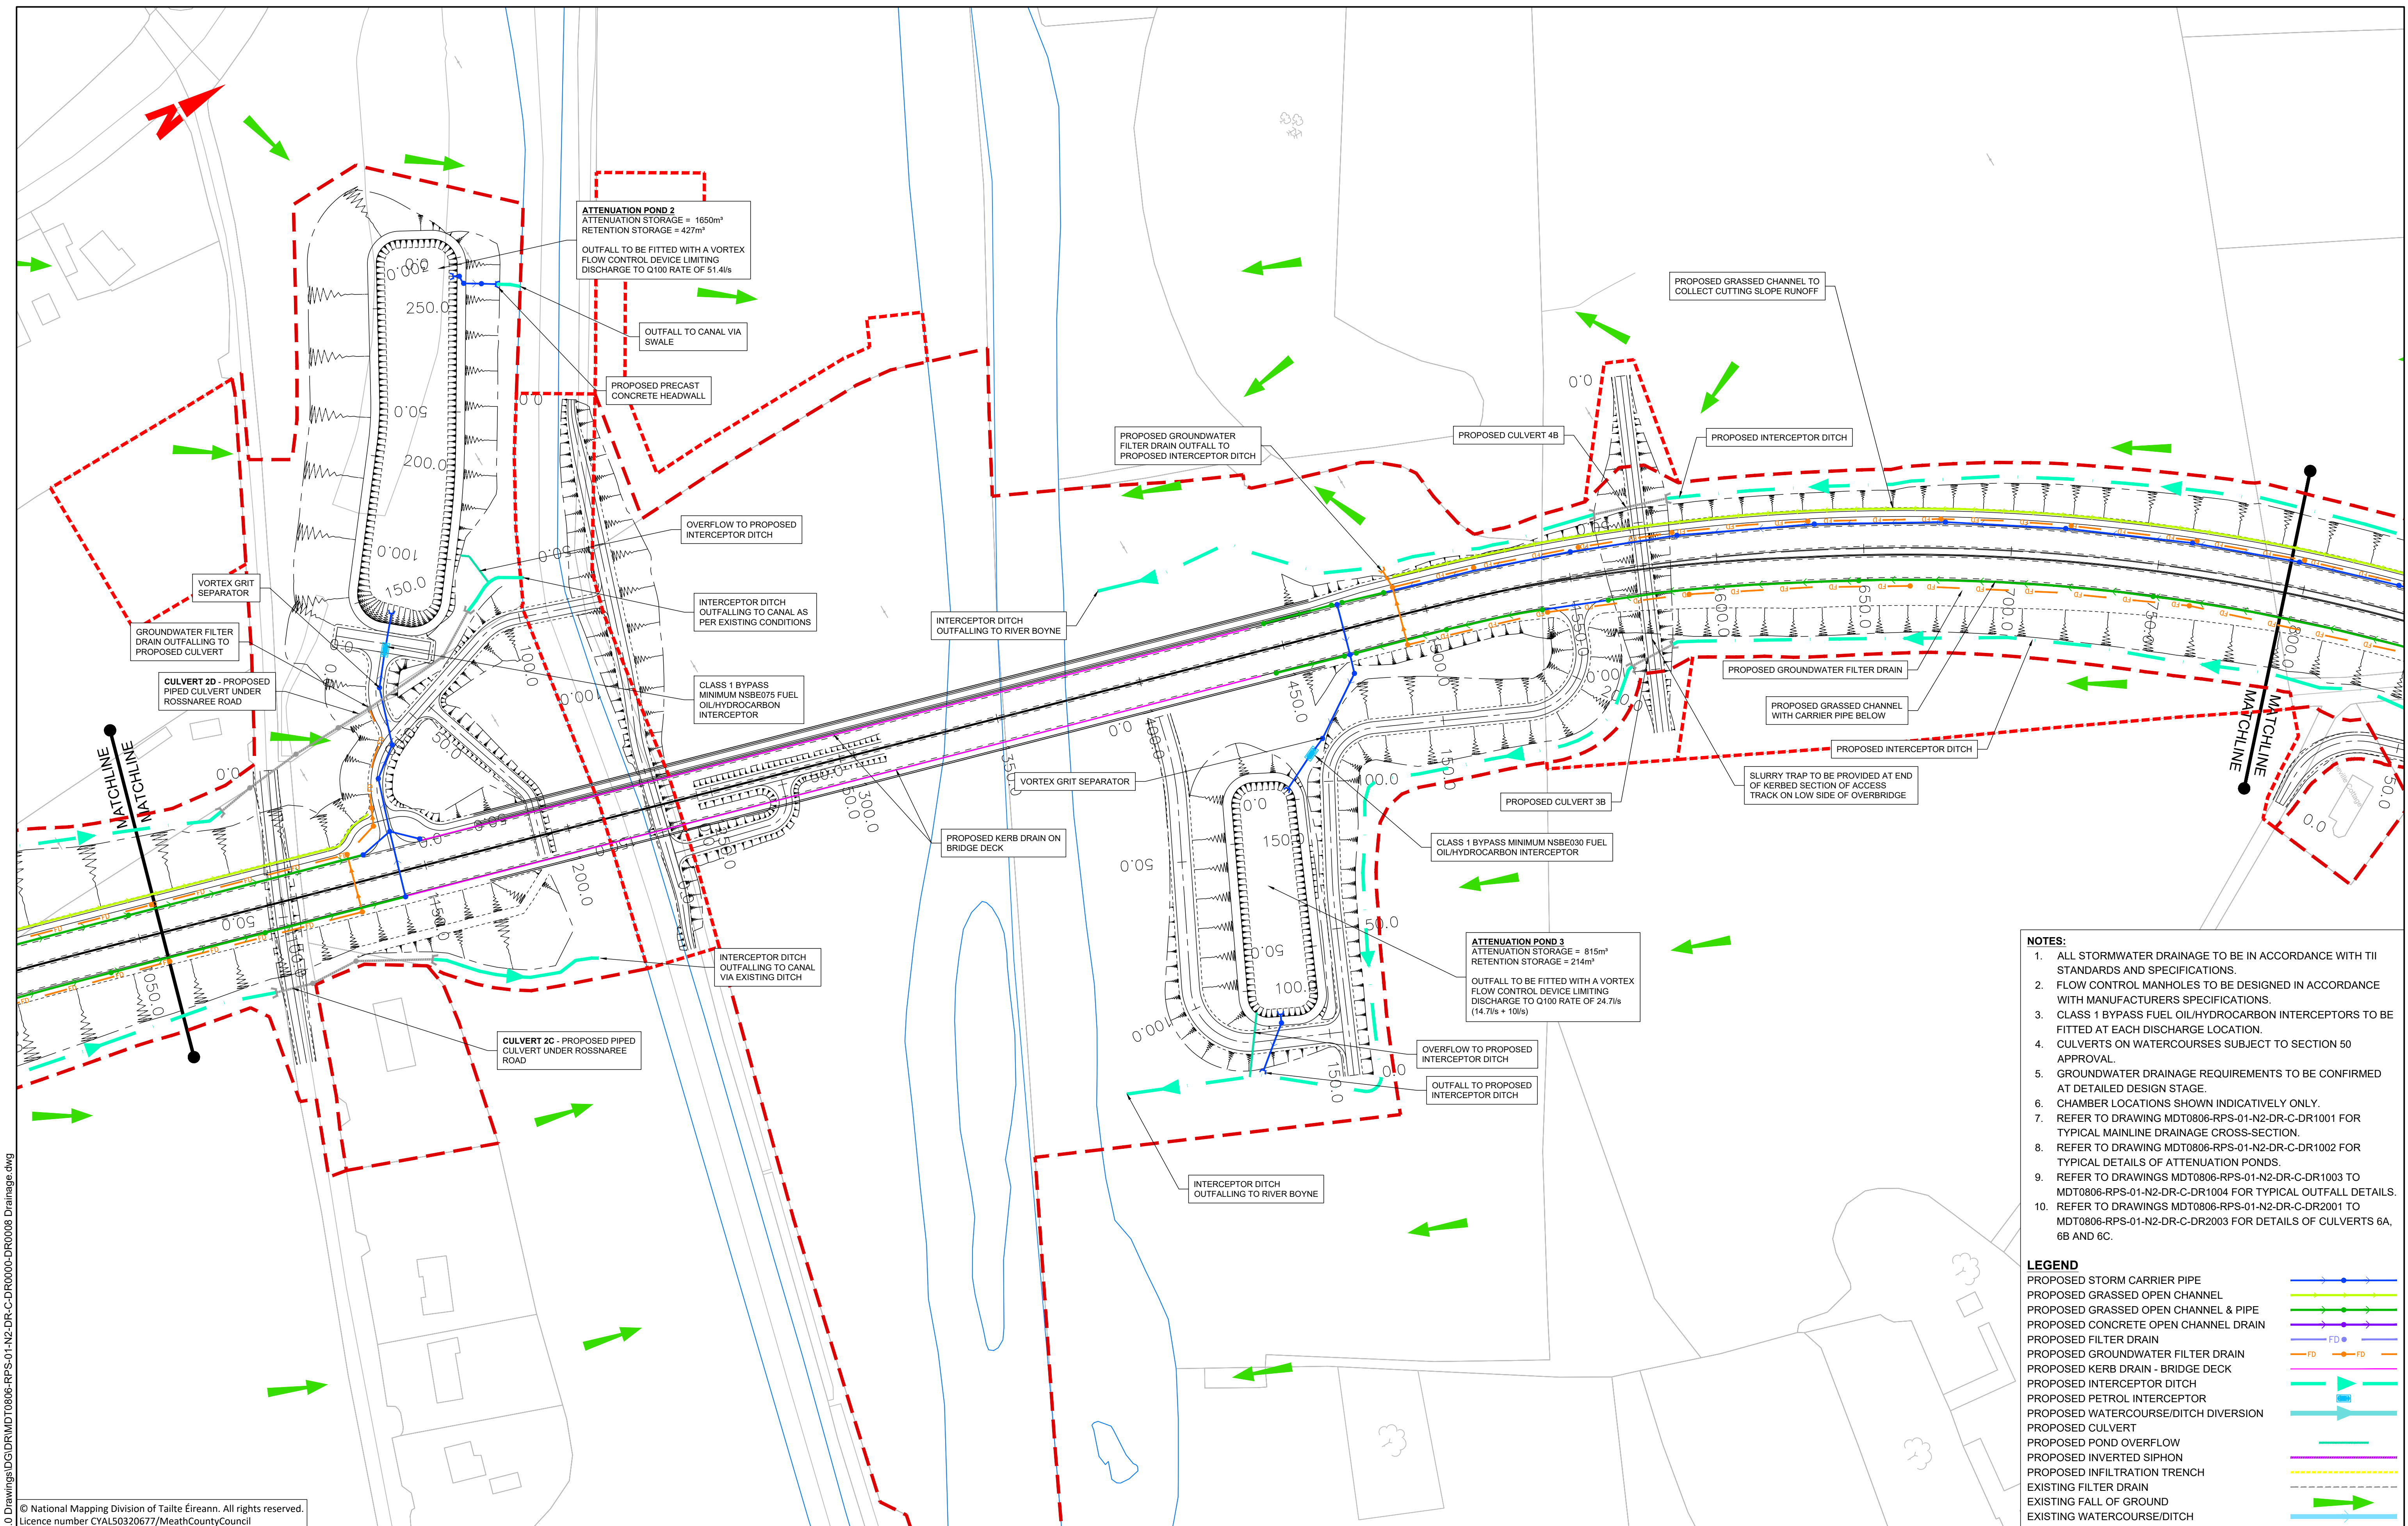 N
ATTENUATION POND 2
ATTENUATION STORAGE = 1650m³
RETENTION STORAGE = 427m³
OUTFALL TO BE FITTED WITH A VORTEX
FLOW CONTROL DEVICE LIMITING
DISCHARGE TO Q100 RATE OF 51.4l/s
OUTFALL TO CANAL VIA
SWALE
PROPOSED PRECAST
CONCRETE HEADWALL
PROPOSED GRASSED CHANNEL TO
COLLECT CUTTING SLOPE RUNOFF
PROPOSED GROUNDWATER
FILTER DRAIN OUTFALL TO
PROPOSED INTERCEPTOR DITCH
PROPOSED CULVERT 4B
PROPOSED INTERCEPTOR DITCH
OVERFLOW TO PROPOSED
INTERCEPTOR DITCH
VORTEX GRIT
SEPARATOR
INTERCEPTOR DITCH
OUTFALLING TO CANAL AS
PER EXISTING CONDITIONS
INTERCEPTOR DITCH
OUTFALLING TO RIVER BOYNE
GROUNDWATER FILTER
DRAIN OUTFALLING TO
PROPOSED CULVERT
CULVERT 2D - PROPOSED
PIPED CULVERT UNDER
ROSSNAREE ROAD
CLASS 1 BYPASS
MINIMUM NSBE075 FUEL
OIL/HYDROCARBON
INTERCEPTOR
PROPOSED GROUNDWATER FILTER DRAIN
PROPOSED GRASSED CHANNEL
WITH CARRIER PIPE BELOW
PROPOSED INTERCEPTOR DITCH
MATCHLINE
MATCHLINE
MATCHLINE
MATCHLINE
VORTEX GRIT SEPARATOR
SLURRY TRAP TO BE PROVIDED AT END
OF KERBED SECTION OF ACCESS
TRACK ON LOW SIDE OF OVERBRIDGE
PROPOSED CULVERT 3B
PROPOSED KERB DRAIN ON
BRIDGE DECK
CLASS 1 BYPASS MINIMUM NSBE030 FUEL
OIL/HYDROCARBON INTERCEPTOR
INTERCEPTOR DITCH
OUTFALLING TO CANAL
VIA EXISTING DITCH
ATTENUATION POND 3
ATTENUATION STORAGE = 815m³
RETENTION STORAGE = 214m³
OUTFALL TO BE FITTED WITH A VORTEX
FLOW CONTROL DEVICE LIMITING
DISCHARGE TO Q100 RATE OF 24.7l/s
(14.7l/s + 10l/s)
CULVERT 2C - PROPOSED PIPED
CULVERT UNDER ROSSNAREE
ROAD
OVERFLOW TO PROPOSED
INTERCEPTOR DITCH
OUTFALL TO PROPOSED
INTERCEPTOR DITCH
INTERCEPTOR DITCH
OUTFALLING TO RIVER BOYNE
NOTES:
1. ALL STORMWATER DRAINAGE TO BE IN ACCORDANCE WITH TII
STANDARDS AND SPECIFICATIONS.
2. FLOW CONTROL MANHOLES TO BE DESIGNED IN ACCORDANCE
WITH MANUFACTURERS SPECIFICATIONS.
3. CLASS 1 BYPASS FUEL OIL/HYDROCARBON INTERCEPTORS TO BE
FITTED AT EACH DISCHARGE LOCATION.
4. CULVERTS ON WATERCOURSES SUBJECT TO SECTION 50
APPROVAL.
5. GROUNDWATER DRAINAGE REQUIREMENTS TO BE CONFIRMED
AT DETAILED DESIGN STAGE.
6. CHAMBER LOCATIONS SHOWN INDICATIVELY ONLY.
7. REFER TO DRAWING MDT0806-RPS-01-N2-DR-C-DR1001 FOR
TYPICAL MAINLINE DRAINAGE CROSS-SECTION.
8. REFER TO DRAWING MDT0806-RPS-01-N2-DR-C-DR1002 FOR
TYPICAL DETAILS OF ATTENUATION PONDS.
9. REFER TO DRAWINGS MDT0806-RPS-01-N2-DR-C-DR1003 TO
MDT0806-RPS-01-N2-DR-C-DR1004 FOR TYPICAL OUTFALL DETAILS.
10. REFER TO DRAWINGS MDT0806-RPS-01-N2-DR-C-DR2001 TO
MDT0806-RPS-01-N2-DR-C-DR2003 FOR DETAILS OF CULVERTS 6A,
6B AND 6C.
LEGEND
PROPOSED STORM CARRIER PIPE
PROPOSED GRASSED OPEN CHANNEL
PROPOSED GRASSED OPEN CHANNEL & PIPE
PROPOSED CONCRETE OPEN CHANNEL DRAIN
PROPOSED FILTER DRAIN FD
PROPOSED GROUNDWATER FILTER DRAIN FD FD
PROPOSED KERB DRAIN - BRIDGE DECK
PROPOSED INTERCEPTOR DITCH
PROPOSED PETROL INTERCEPTOR
PROPOSED WATERCOURSE/DITCH DIVERSION
PROPOSED CULVERT
PROPOSED POND OVERFLOW
PROPOSED INVERTED SIPHON
PROPOSED INFILTRATION TRENCH
EXISTING FILTER DRAIN
EXISTING FALL OF GROUND
EXISTING WATERCOURSE/DITCH
.0 Drawings\DG\DR\MDT0806-RPS-01-N2-DR-C-DR0000-DR0008 Drainage.dwg
© National Mapping Division of Tailte Éireann. All rights reserved.
Licence number CYAL50320677/MeathCountyCouncil